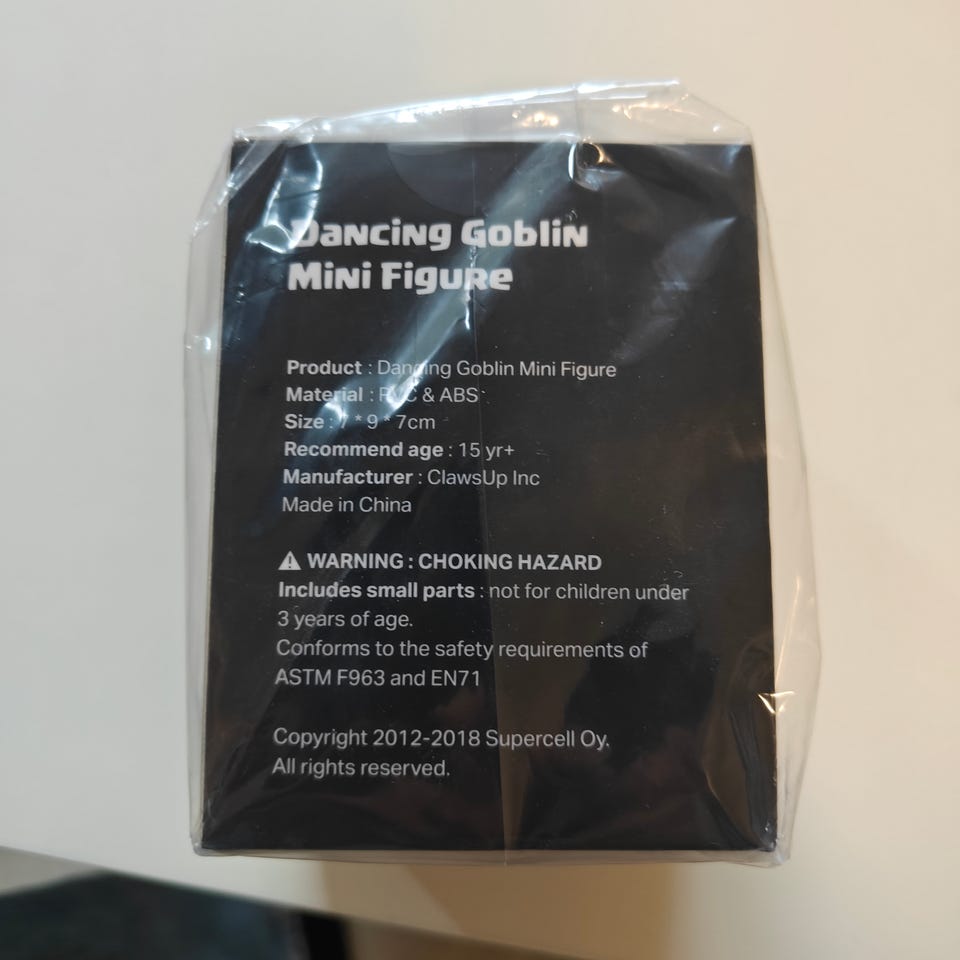 Dancing Goblin
Mini Figure
Product : Dancing Goblin Mini Figure
Material : PVC & ABS
Size : 7 * 9 * 7cm
Recommend age : 15 yr+
Manufacturer : ClawsUp Inc
Made in China
⚠ WARNING : CHOKING HAZARD
Includes small parts : not for children under
3 years of age.
Conforms to the safety requirements of
ASTM F963 and EN71
Copyright 2012-2018 Supercell Oy.
All rights reserved.